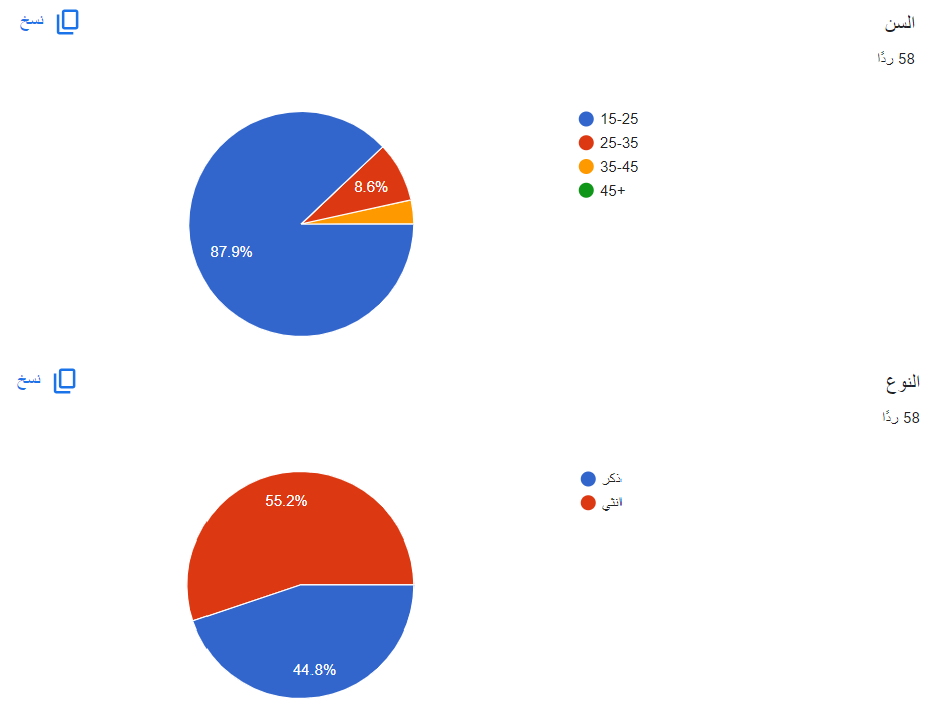 السن
نسخ
58 ردًا
15-25
25-35
35-45
45+
8.6%
87.9%
النوع
نسخ
58 ردًا
ذكر
انثي
55.2%
44.8%